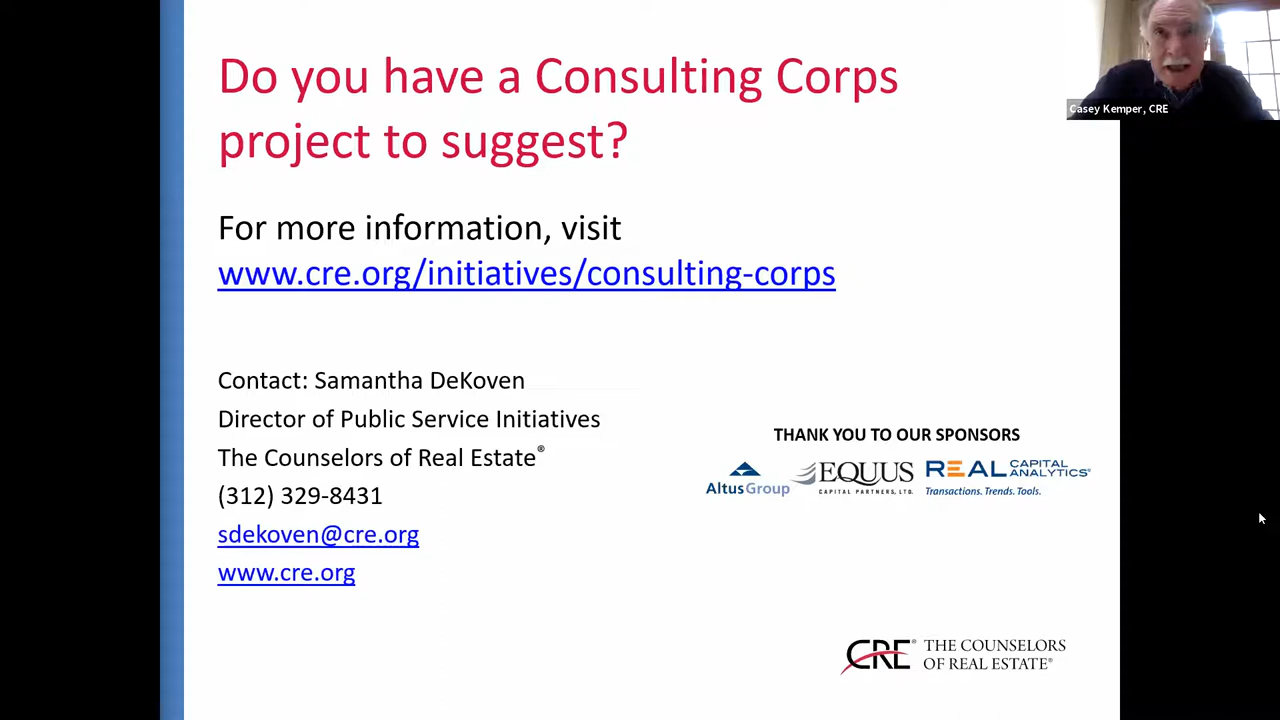 Do you have a Consulting Corps
project to suggest?
For more information, visit
www.cre.org/initiatives/consulting-corps
Contact: Samantha DeKoven
Director of Public Service Initiatives
The Counselors of Real Estate®
(312) 329-8431
sdekoven@cre.org
www.cre.org
THANK YOU TO OUR SPONSORS
AltusGroup
EQUUS
CAPITAL PARTNERS, LTD.
REAL CAPITAL
ANALYTICS®
Transactions. Trends. Tools.
CRE® THE COUNSELORS
OF REAL ESTATE®
Casey Kemper, CRE